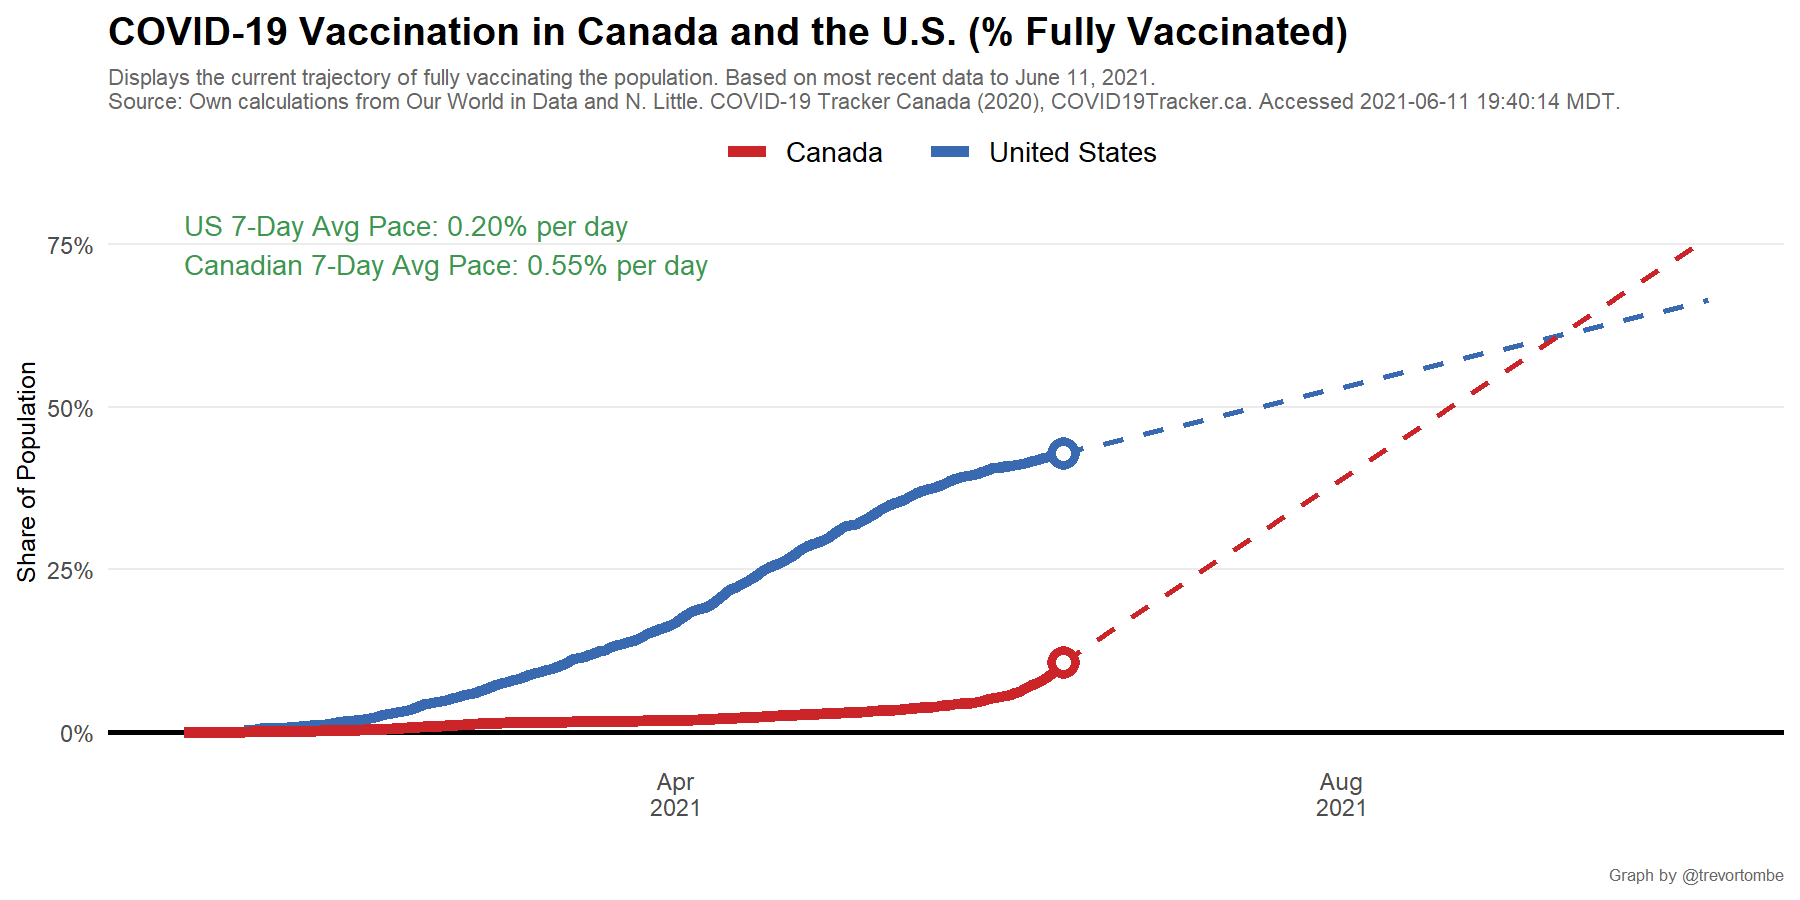 COVID-19 Vaccination in Canada and the U.S. (% Fully Vaccinated)
Displays the current trajectory of fully vaccinating the population. Based on most recent data to June 11, 2021.
Source: Own calculations from Our World in Data and N. Little. COVID-19 Tracker Canada (2020), COVID19Tracker.ca. Accessed 2021-06-11 19:40:14 MDT.
Canada
United States
US 7-Day Avg Pace: 0.20% per day
Canadian 7-Day Avg Pace: 0.55% per day
Share of Population
75%
50%
25%
0%
Apr
2021
Aug
2021
Graph by @trevortombe